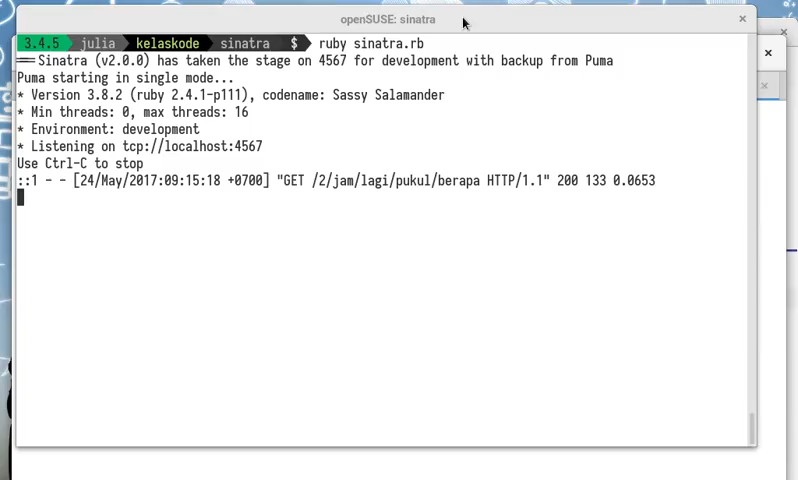 openSUSE: sinatra
3.4.5 julia kelaskode sinatra $ ruby sinatra.rb
== Sinatra (v2.0.0) has taken the stage on 4567 for development with backup from Puma
Puma starting in single mode...
* Version 3.8.2 (ruby 2.4.1-p111), codename: Sassy Salamander
* Min threads: 0, max threads: 16
* Environment: development
* Listening on tcp://localhost:4567
Use Ctrl-C to stop
::1 - - [24/May/2017:09:15:18 +0700] "GET /2/jam/lagi/pukul/berapa HTTP/1.1" 200 133 0.0653